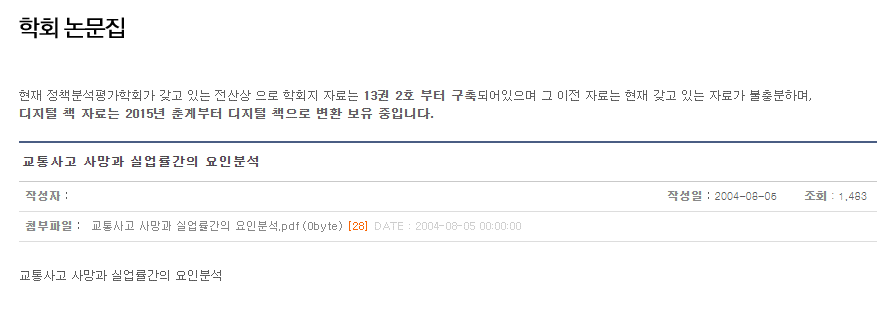 학회 논문집
현재 정책분석평가학회가 갖고 있는 전산상 으로 학회지 자료는 13권 2호 부터 구축되어있으며 그 이전 자료는 현재 갖고 있는 자료가 불충분하며,
디지털 책 자료는 2015년 춘계부터 디지털 책으로 변환 보유 중입니다.
교통사고 사망과 실업률간의 요인분석
작성자 : 작성일 : 2004-08-05 조회 : 1,483
첨부파일 : 교통사고 사망과 실업률간의 요인분석.pdf (0byte) [28] DATE : 2004-08-05 00:00:00
교통사고 사망과 실업률간의 요인분석